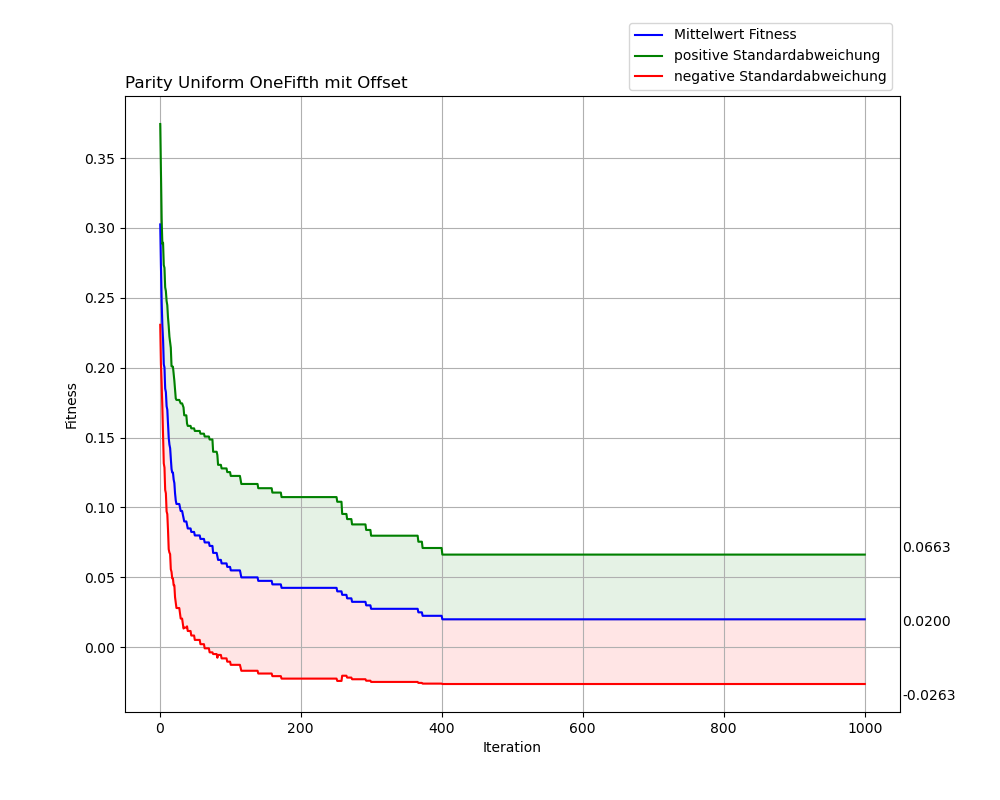 Mittelwert Fitness
positive Standardabweichung
negative Standardabweichung
Parity Uniform OneFifth mit Offset
0.35
0.30
0.25
0.20
0.15
0.10
0.05
0.00
Fitness
0.0663
0.0200
-0.0263
0 200 400 600 800 1000
Iteration